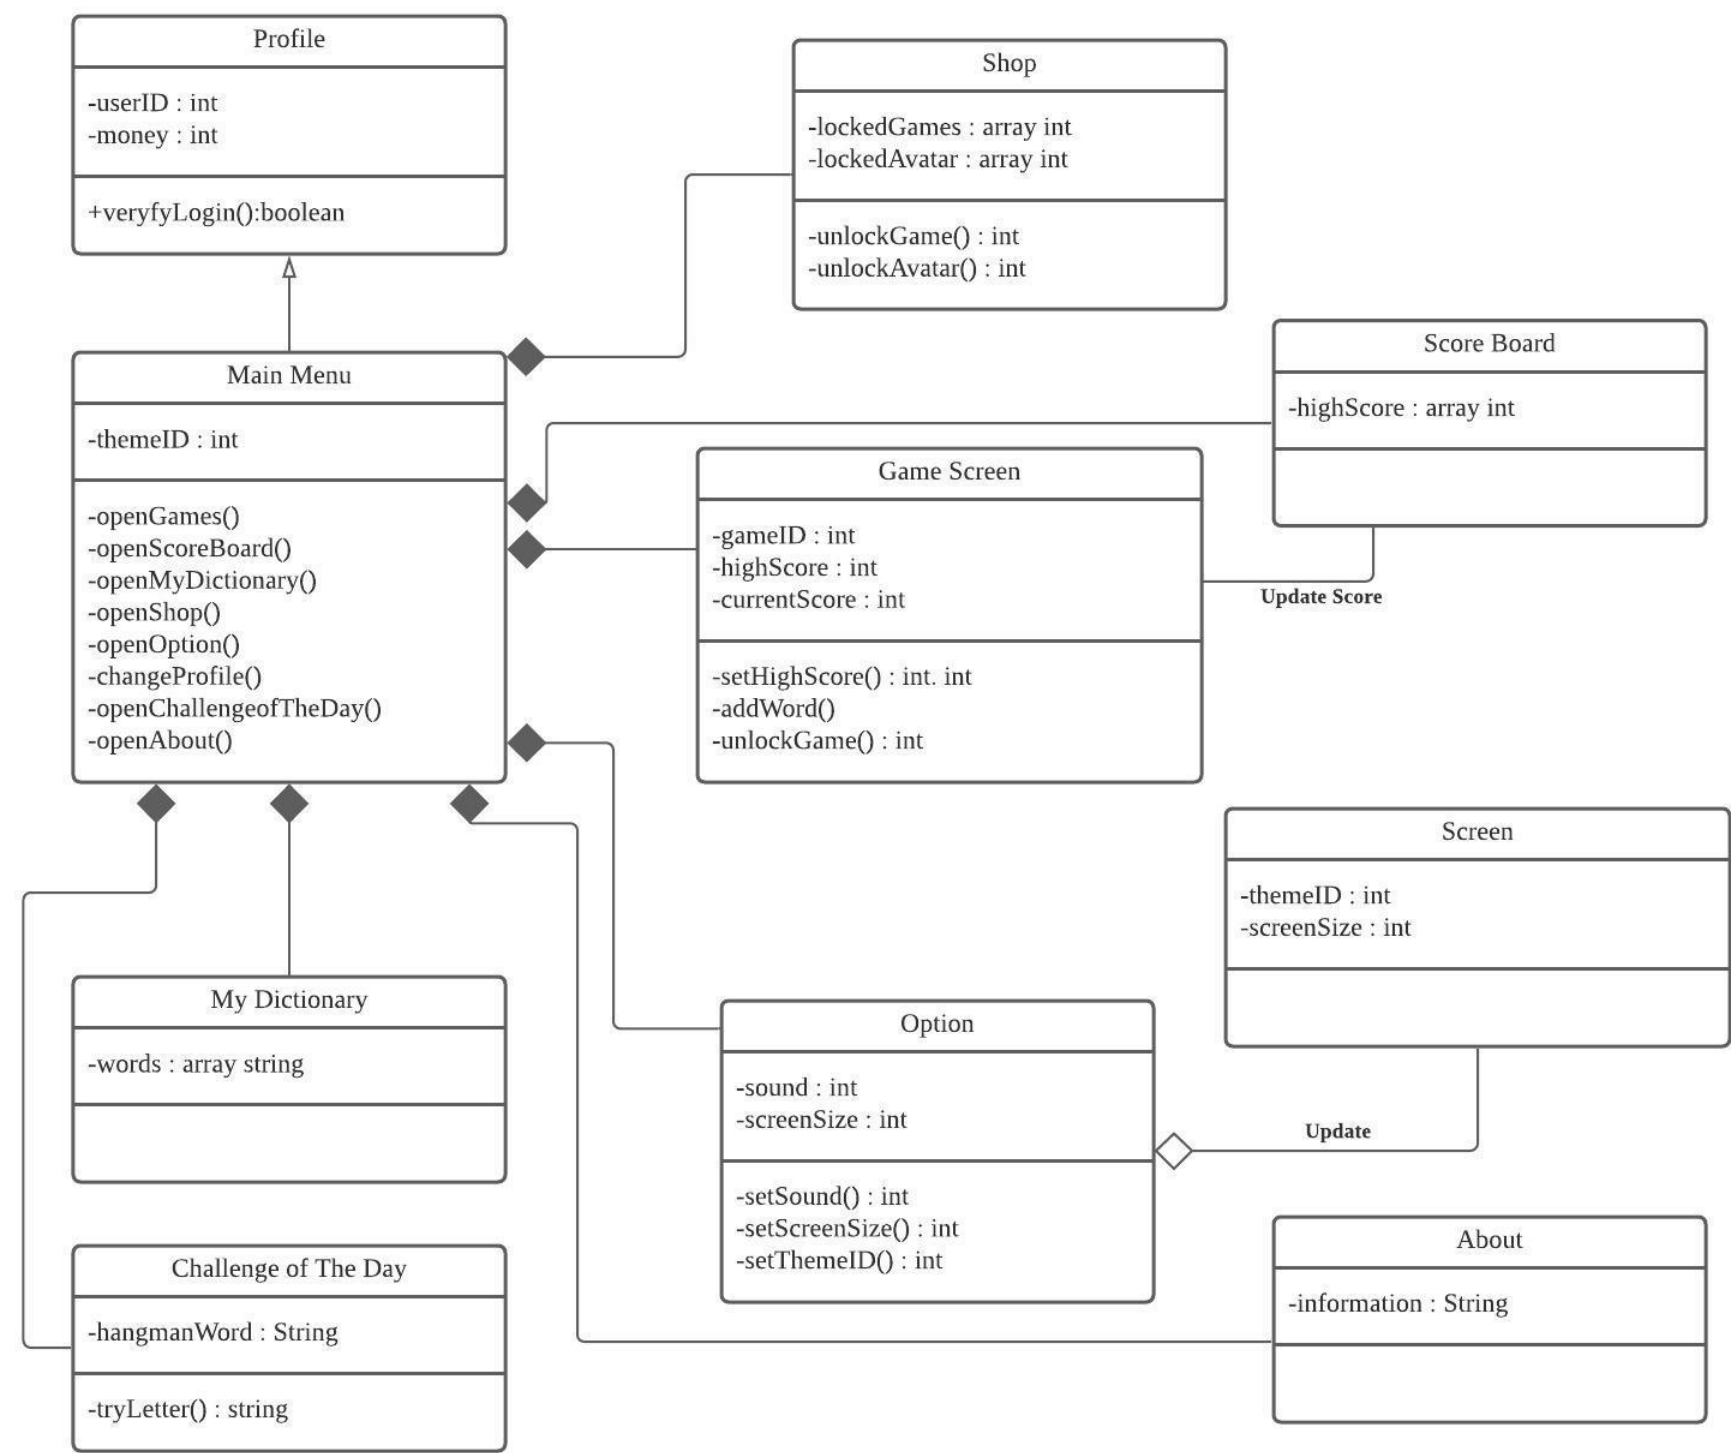 Profile
-userID : int
-money : int
+veryfyLogin():boolean
Shop
-lockedGames : array int
-lockedAvatar : array int
-unlockGame() : int
-unlockAvatar() : int
Main Menu
-themeID : int
-openGames()
-openScoreBoard()
-openMyDictionary()
-openShop()
-openOption()
-changeProfile()
-openChallengeofTheDay()
-openAbout()
Score Board
-highScore : array int
Game Screen
-gameID : int
-highScore : int
-currentScore : int
-setHighScore() : int. int
-addWord()
-unlockGame() : int
Update Score
Screen
-themeID : int
-screenSize : int
My Dictionary
-words : array string
Option
-sound : int
-screenSize : int
-setSound() : int
-setScreenSize() : int
-setThemeID() : int
Update
Challenge of The Day
-hangmanWord : String
-tryLetter() : string
About
-information : String